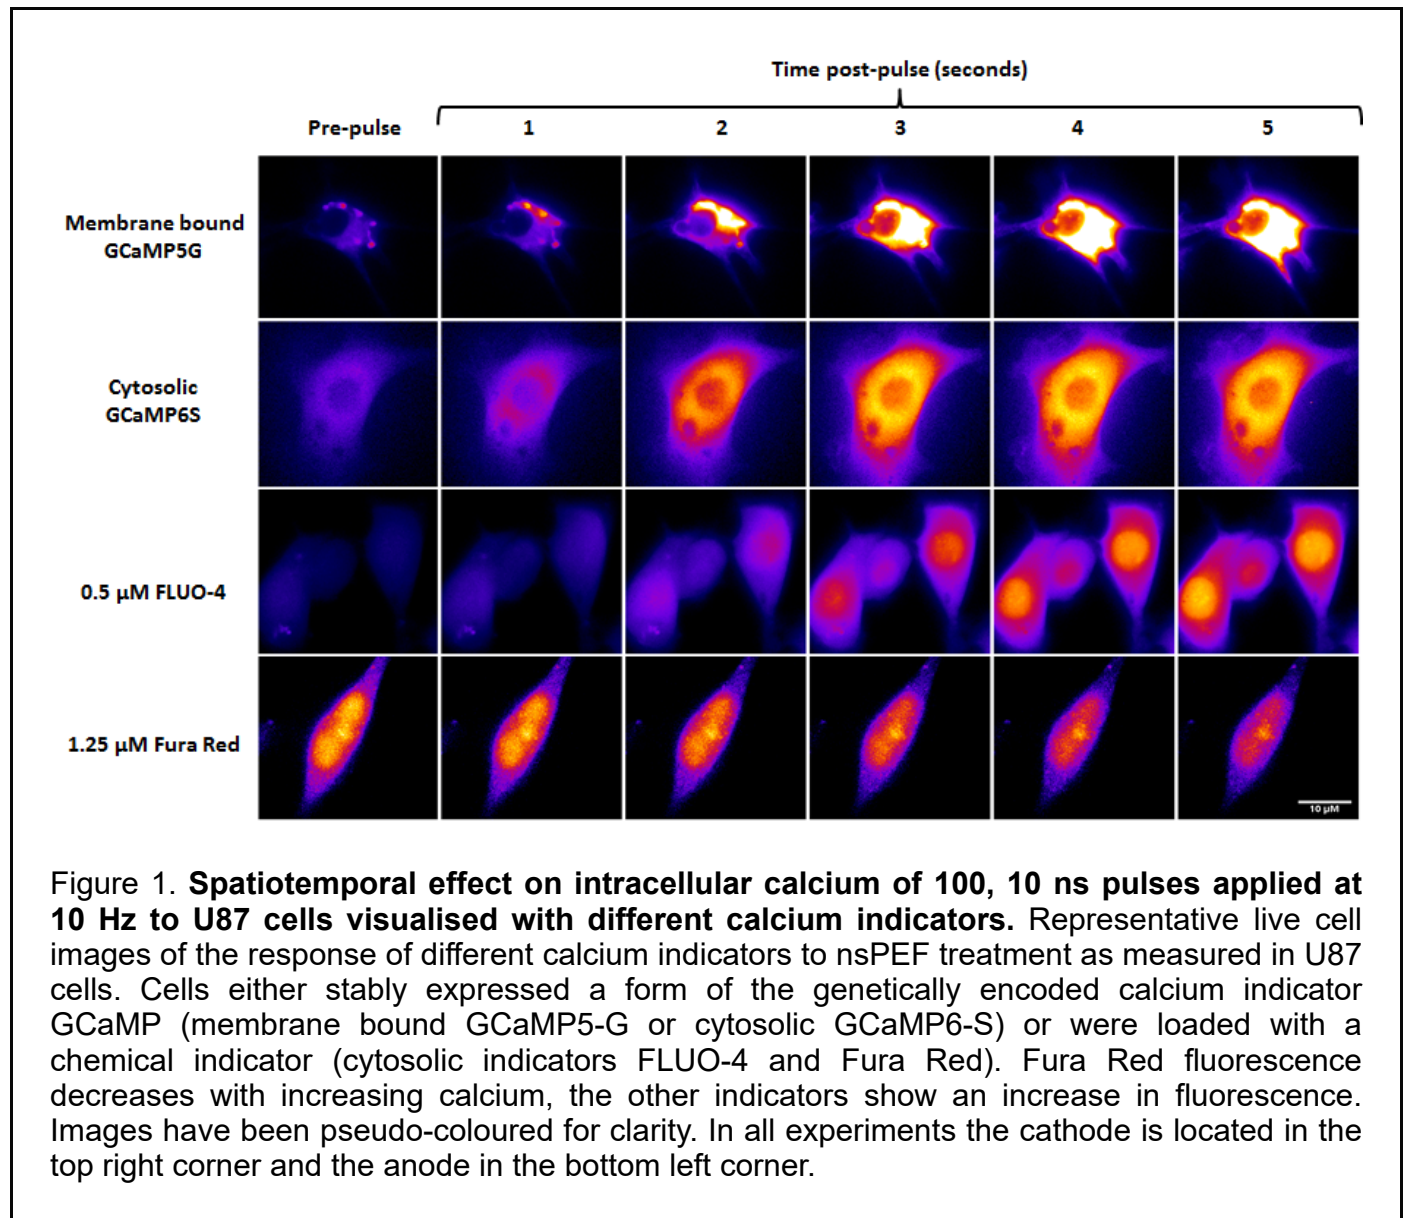 Time post-pulse (seconds)
Pre-pulse 1 2 3 4 5
Membrane bound
GCaMP5G
Cytosolic
GCaMP6S
0.5 µM FLUO-4
1.25 µM Fura Red
10 µM
Figure 1. Spatiotemporal effect on intracellular calcium of 100, 10 ns pulses applied at
10 Hz to U87 cells visualised with different calcium indicators. Representative live cell
images of the response of different calcium indicators to nsPEF treatment as measured in U87
cells. Cells either stably expressed a form of the genetically encoded calcium indicator
GCaMP (membrane bound GCaMP5-G or cytosolic GCaMP6-S) or were loaded with a
chemical indicator (cytosolic indicators FLUO-4 and Fura Red). Fura Red fluorescence
decreases with increasing calcium, the other indicators show an increase in fluorescence.
Images have been pseudo-coloured for clarity. In all experiments the cathode is located in the
top right corner and the anode in the bottom left corner.